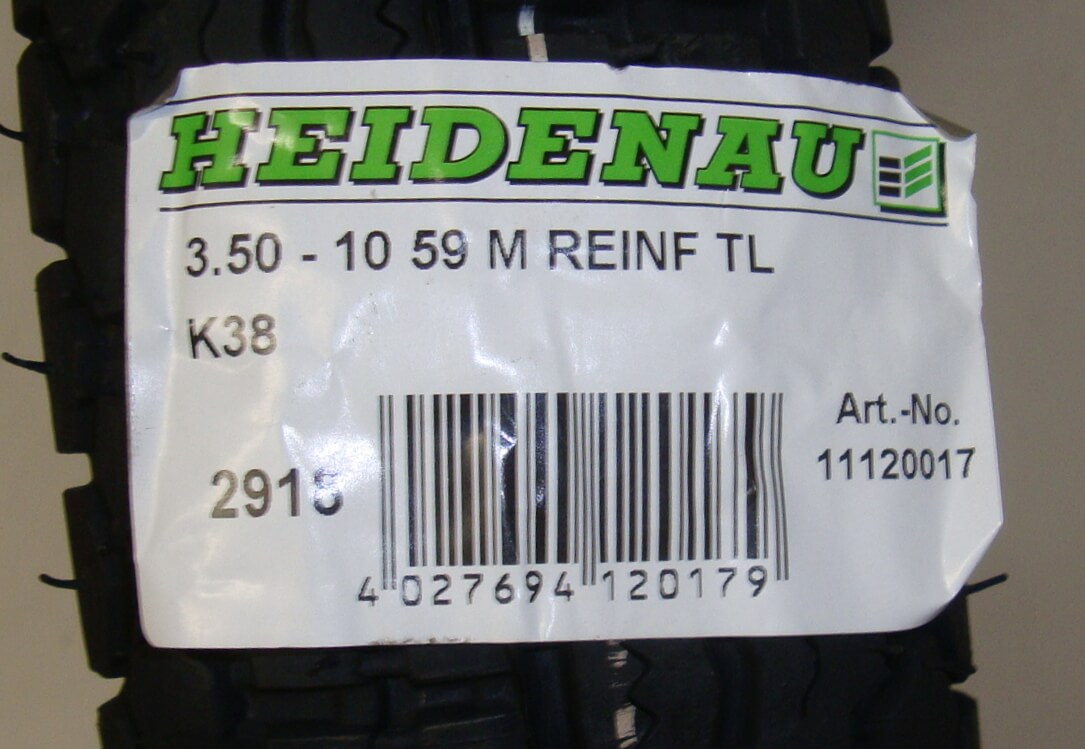 HEIDENAU
3.50 - 10 59 M REINF TL
K38
Art.-No.
11120017
4 027694 120179